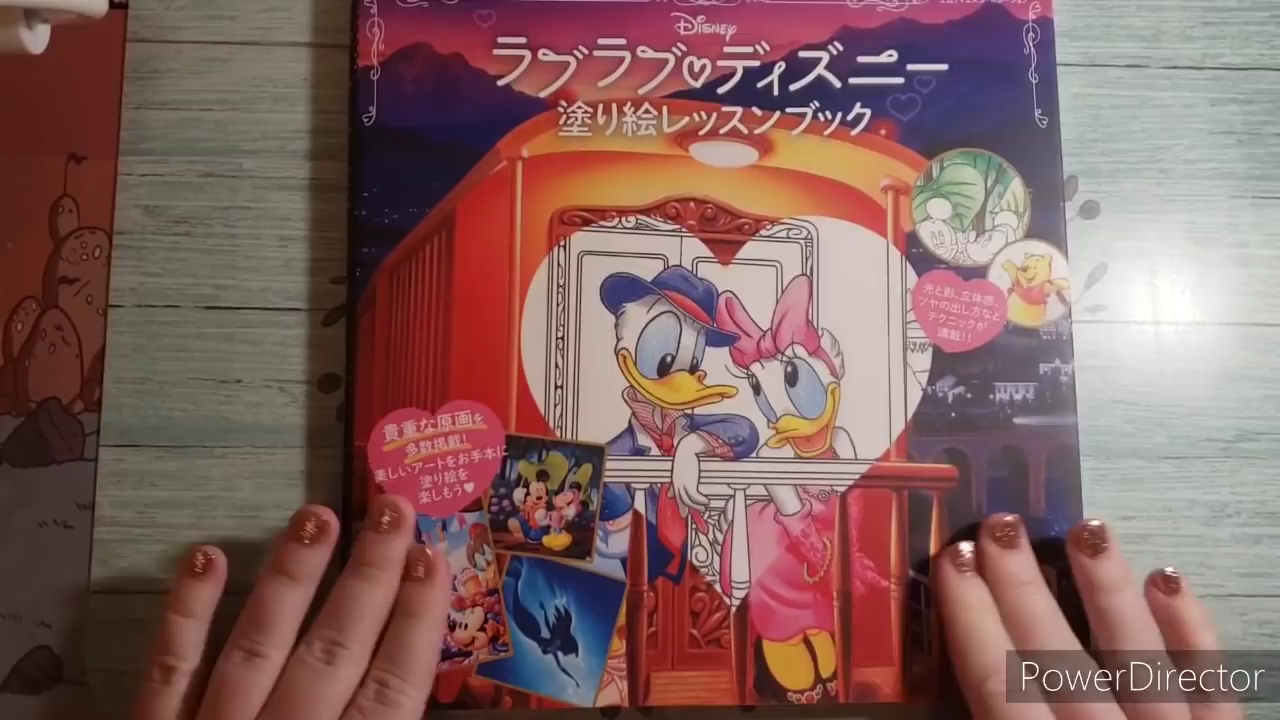 Disney
ラブラブ♡ディズニー
塗り絵レッスンブック
光と影、立体感、
ツヤの出し方など
テクニックが
満載!!
貴重な原画を
多数掲載!
美しいアートをお手本に
塗り絵を
楽しもう♥
PowerDirector